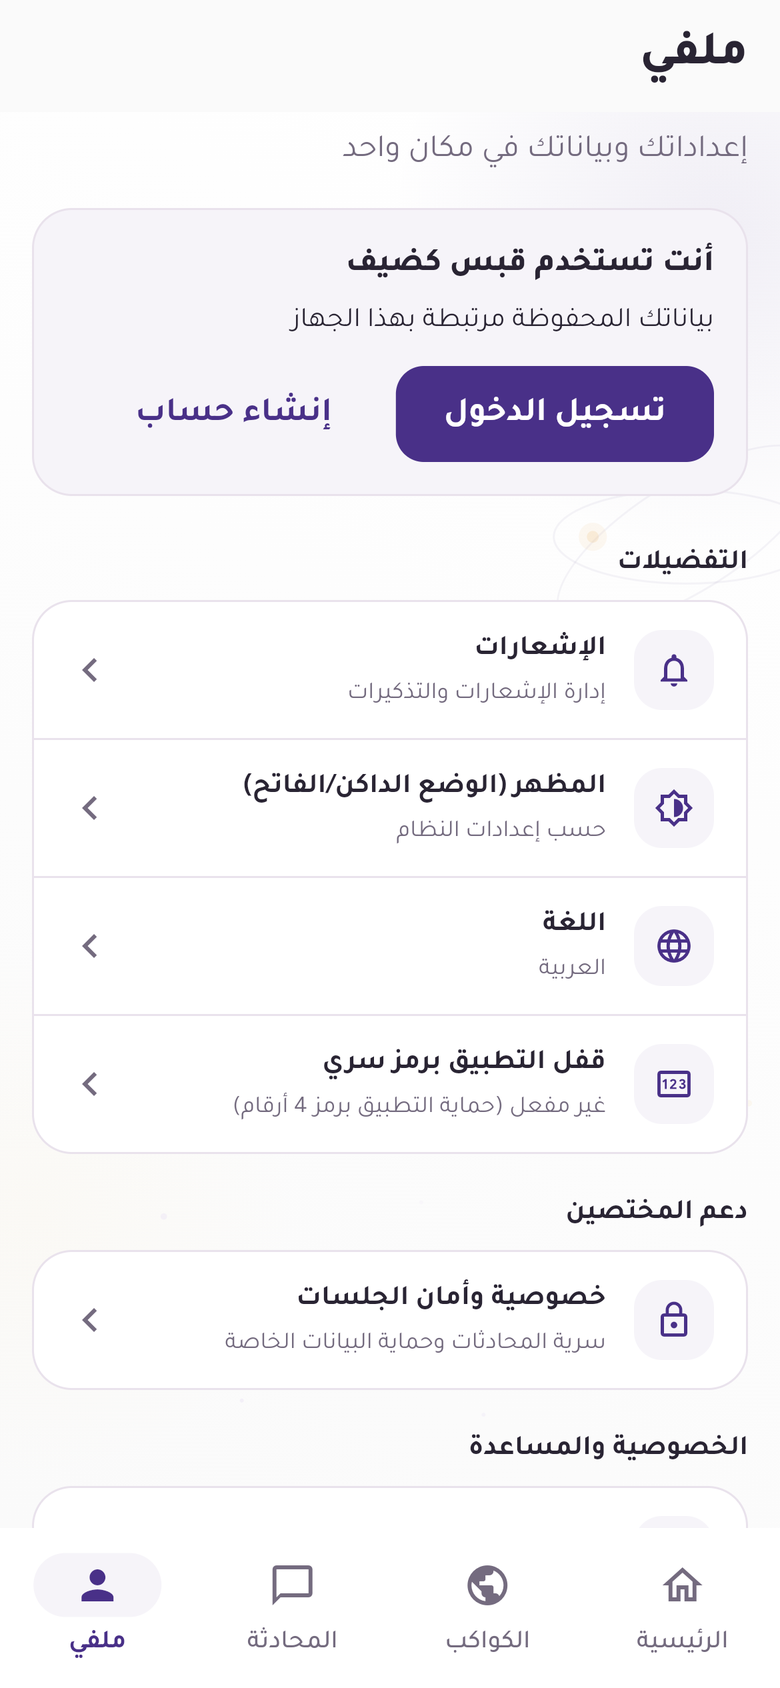 ملفي
إعداداتك وبياناتك في مكان واحد
أنت تستخدم قبس كضيف
بياناتك المحفوظة مرتبطة بهذا الجهاز
تسجيل الدخول
إنشاء حساب
التفضيلات
الإشعارات
إدارة الإشعارات والتذكيرات
المظهر (الوضع الداكن/الفاتح)
حسب إعدادات النظام
اللغة
العربية
قفل التطبيق برمز سري
غير مفعل (حماية التطبيق برمز 4 أرقام)
123
دعم المختصين
خصوصية وأمان الجلسات
سرية المحادثات وحماية البيانات الخاصة
الخصوصية والمساعدة
الرئيسية
الكواكب
المحادثة
ملفي